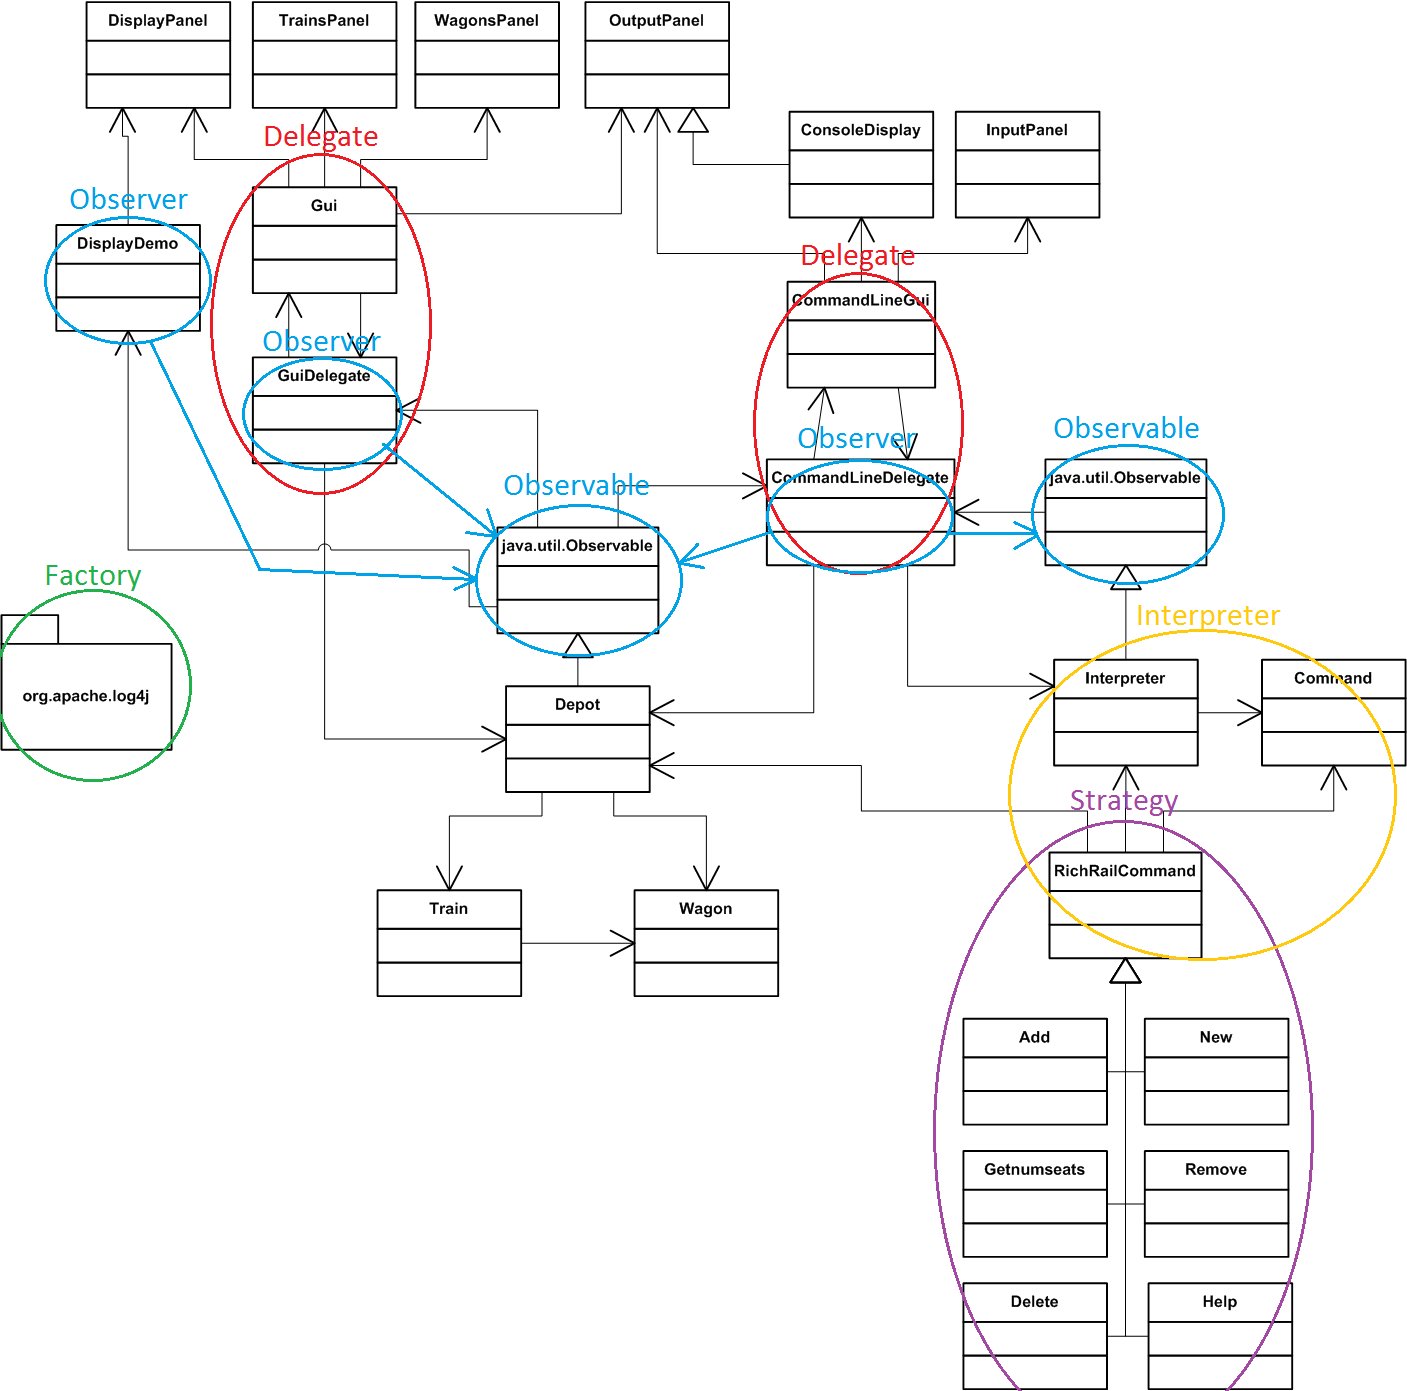 DisplayPanel
TrainsPanel
WagonsPanel
OutputPanel
ConsoleDisplay
InputPanel
Delegate
Observer
Gui
DisplayDemo
Delegate
CommandLineGui
Observer
GuiDelegate
Observer
Observable
CommandLineDelegate
java.util.Observable
Observable
java.util.Observable
Factory
org.apache.log4j
Interpreter
Interpreter
Command
Depot
Strategy
RichRailCommand
Train
Wagon
Add
New
Getnumseats
Remove
Delete
Help